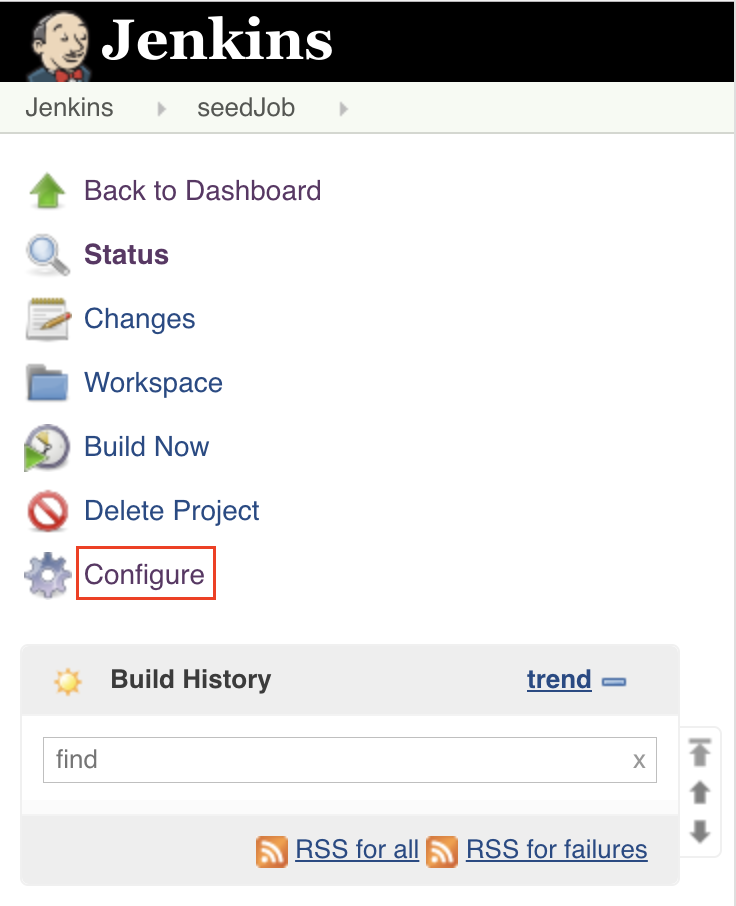 Jenkins
Jenkins seedJob
Back to Dashboard
Status
Changes
Workspace
Build Now
Delete Project
Configure
Build History trend
find x
RSS for all RSS for failures